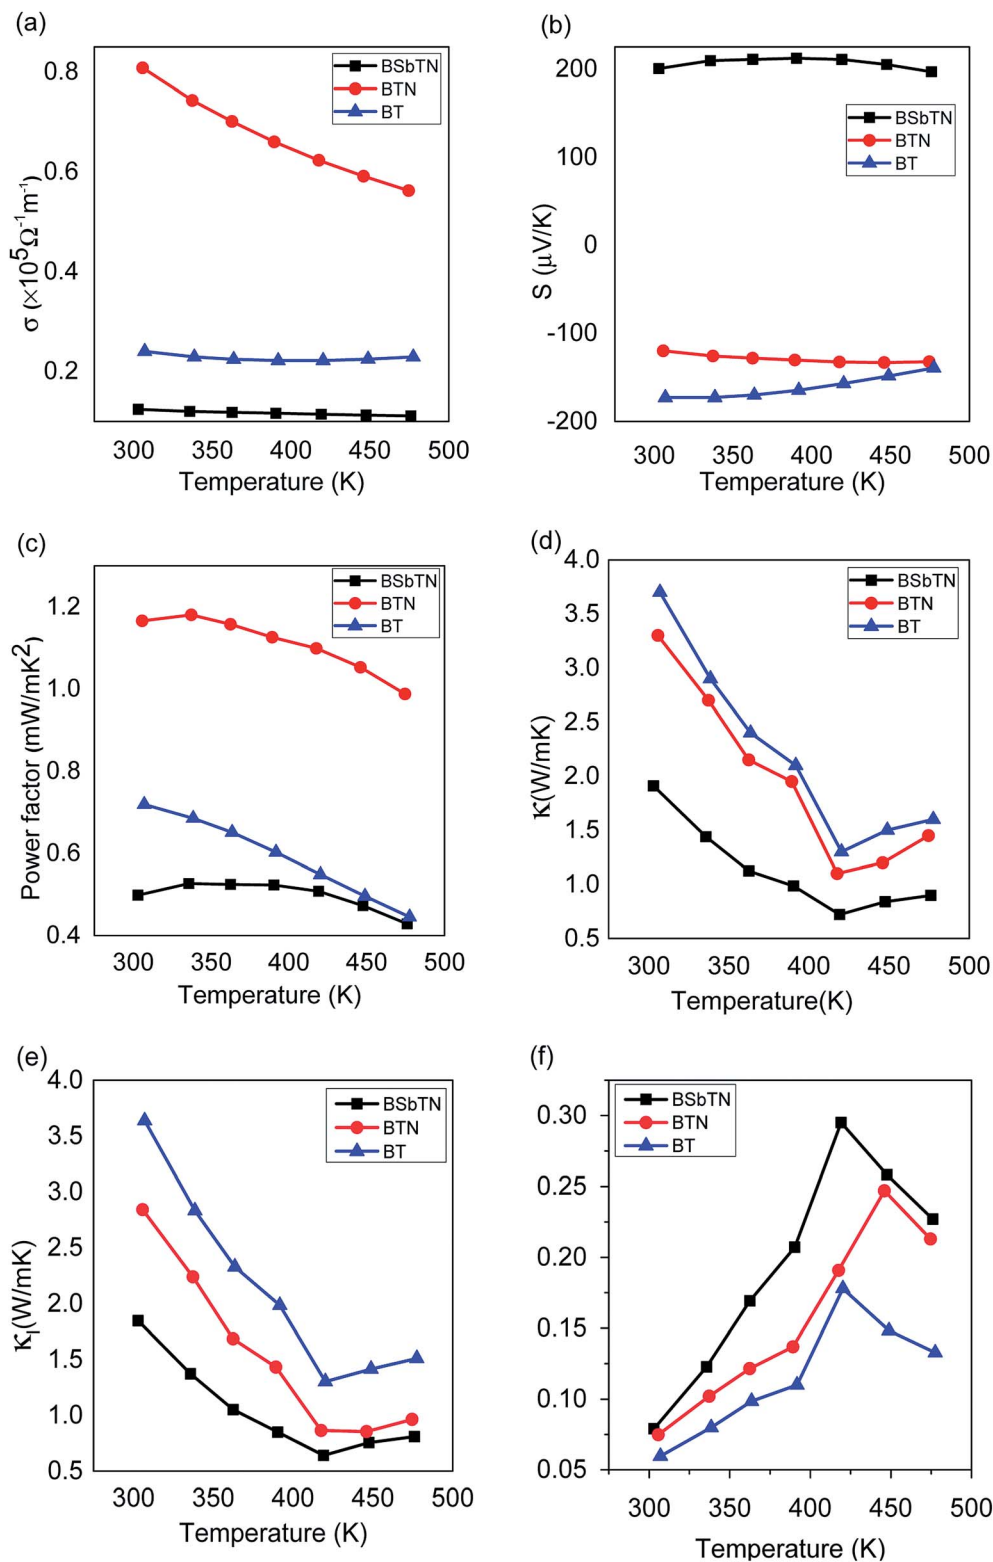 (a)
BSbTN
BTN
BT
0.8
0.6
0.4
0.2
σ (×10⁵Ω⁻¹m⁻¹)
300 350 400 450 500
Temperature (K)
(b)
BSbTN
BTN
BT
200
100
0
-100
-200
S (μV/K)
300 350 400 450 500
Temperature (K)
(c)
BSbTN
BTN
BT
1.2
1.0
0.8
0.6
0.4
Power factor (mW/mK²)
300 350 400 450 500
Temperature (K)
(d)
BSbTN
BTN
BT
4.0
3.5
3.0
2.5
2.0
1.5
1.0
0.5
κ(W/mK)
300 350 400 450 500
Temperature(K)
(e)
BSbTN
BTN
BT
4.0
3.5
3.0
2.5
2.0
1.5
1.0
0.5
κₗ(W/mK)
300 350 400 450 500
Temperature (K)
(f)
BSbTN
BTN
BT
0.30
0.25
0.20
0.15
0.10
0.05
300 350 400 450 500
Temperature (K)